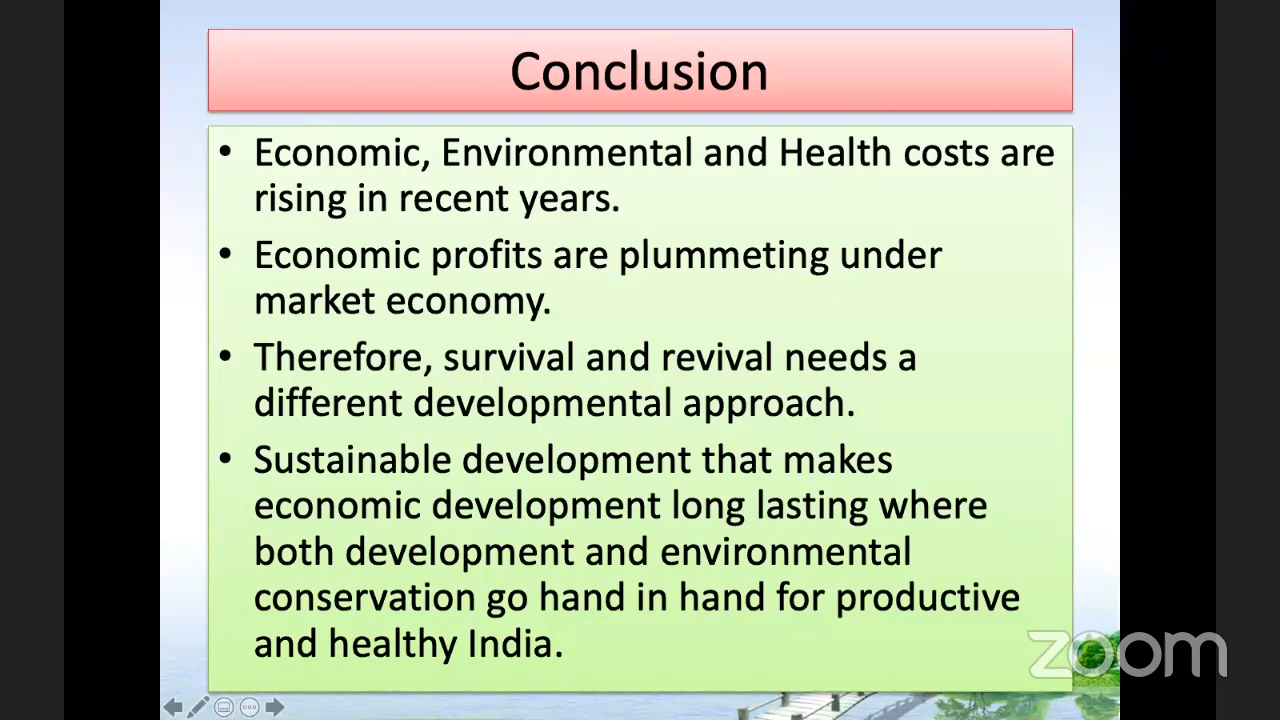 Conclusion
• Economic, Environmental and Health costs are
rising in recent years.
• Economic profits are plummeting under
market economy.
• Therefore, survival and revival needs a
different developmental approach.
• Sustainable development that makes
economic development long lasting where
both development and environmental
conservation go hand in hand for productive
and healthy India.
zoom